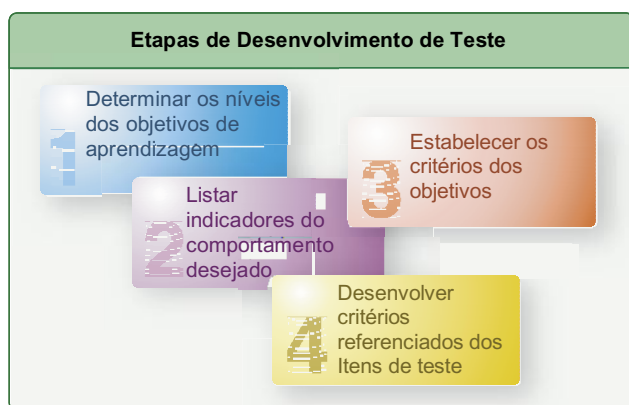 Etapas de Desenvolvimento de Teste
1
Determinar os níveis
dos objetivos de
aprendizagem
2
Listar
indicadores do
comportamento
desejado
3
Estabelecer os
critérios dos
objetivos
4
Desenvolver
critérios
referenciados dos
Itens de teste